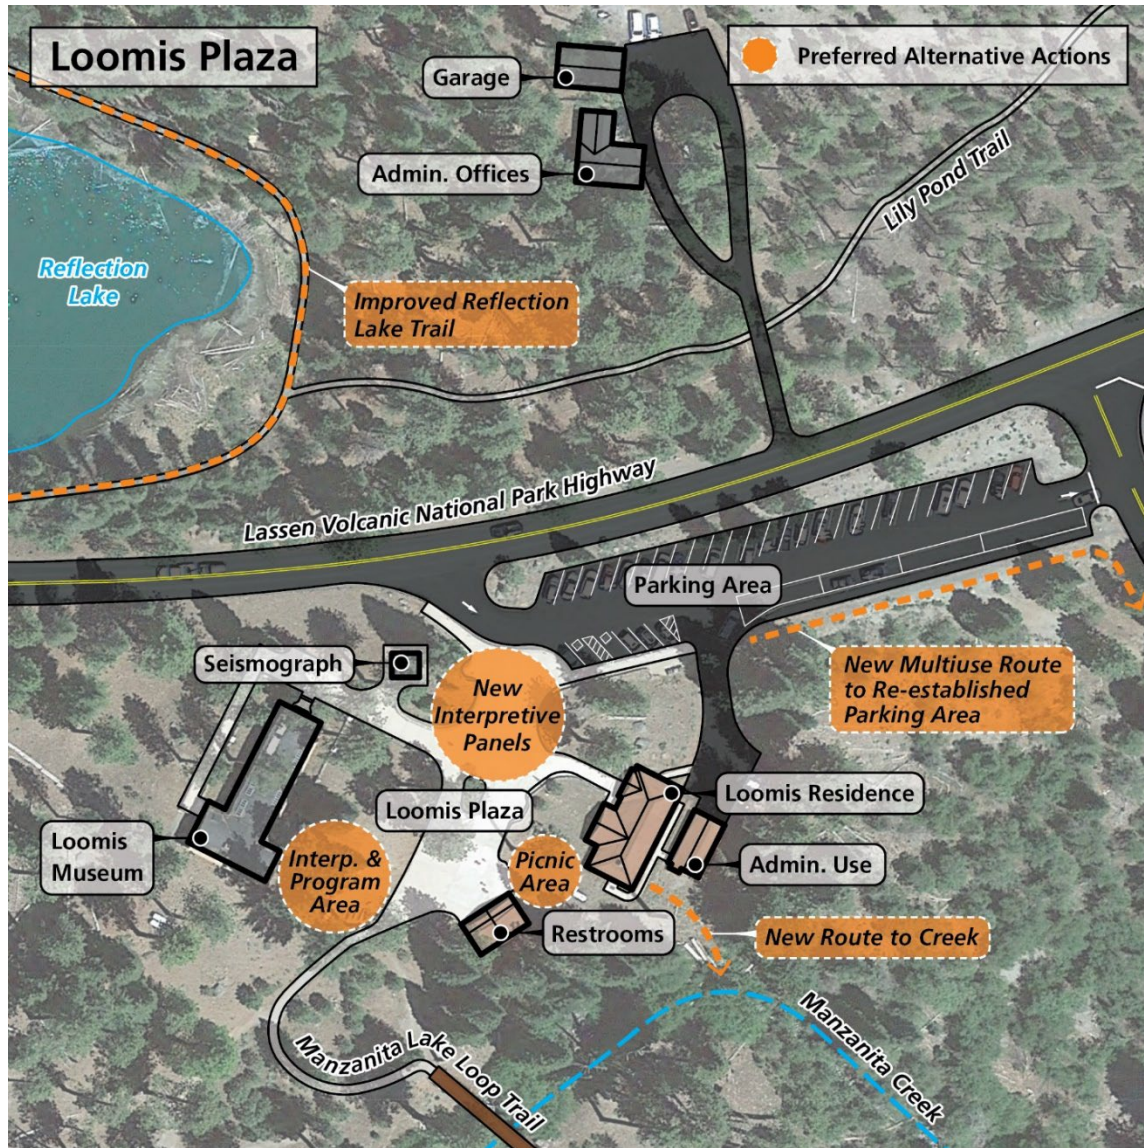 Loomis Plaza
Preferred Alternative Actions
Garage
Admin. Offices
Lily Pond Trail
Reflection
Lake
Improved Reflection
Lake Trail
Lassen Volcanic National Park Highway
Parking Area
Seismograph
New
Interpretive
Panels
New Multiuse Route
to Re-established
Parking Area
Loomis Plaza
Loomis Residence
Loomis
Museum
Interp. &
Program
Area
Picnic
Area
Admin. Use
Restrooms
New Route to Creek
Manzanita Lake Loop Trail
Manzanita Creek